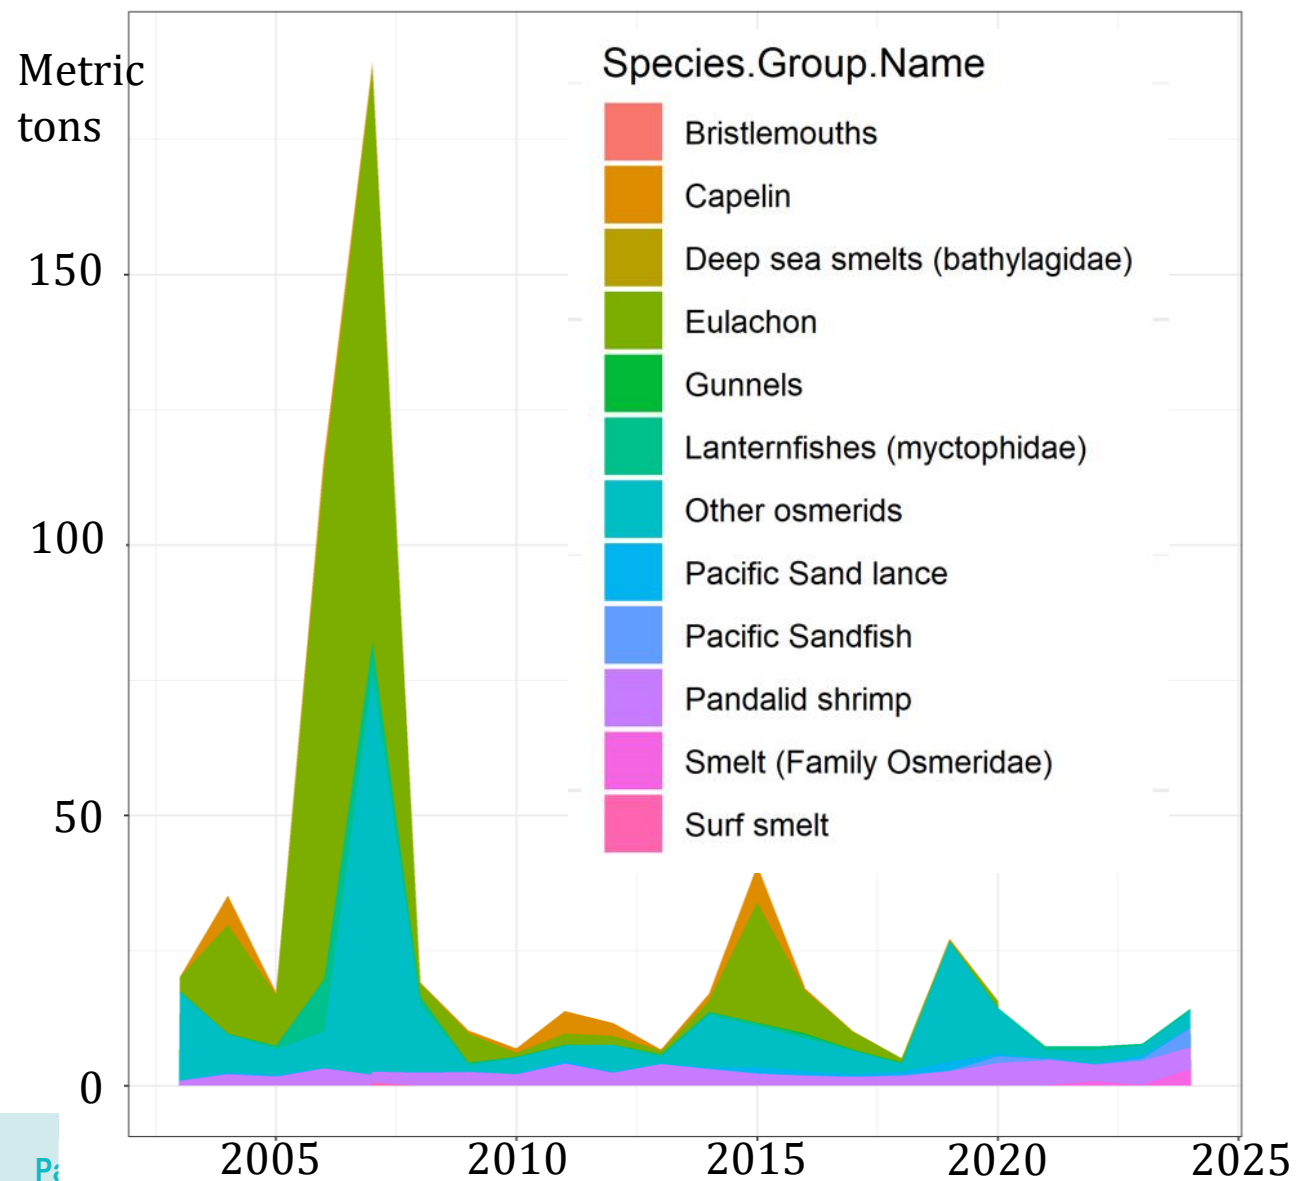 Metric
tons
Species.Group.Name
Bristlemouths
Capelin
Deep sea smelts (bathylagidae)
Eulachon
Gunnels
Lanternfishes (myctophidae)
Other osmerids
Pacific Sand lance
Pacific Sandfish
Pandalid shrimp
Smelt (Family Osmeridae)
Surf smelt
150
100
50
0
2005 2010 2015 2020 2025